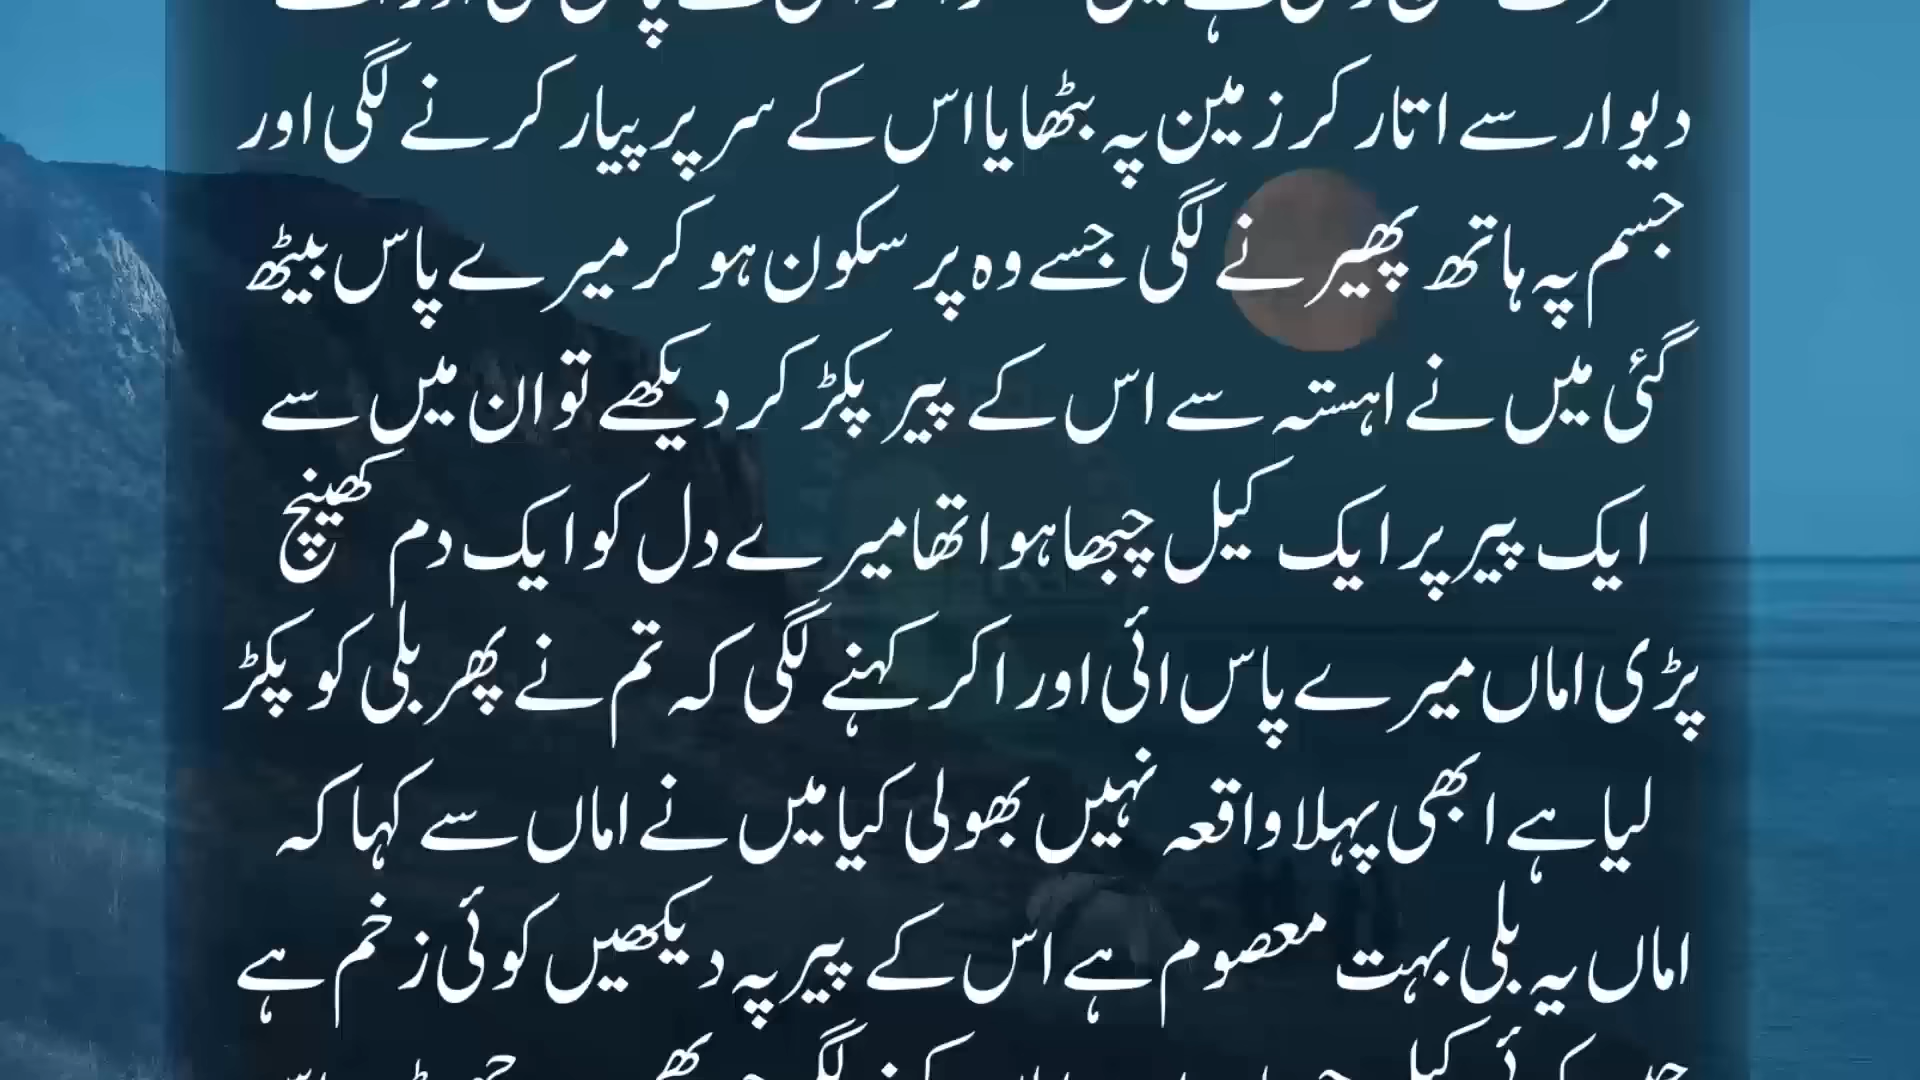 دیوار سے اتار کر زمین پہ بٹھایا اس کے سر پر پیار کرنے لگی اور
جسم پہ ہاتھ پھیرنے لگی جسے وہ پر سکون ہو کر میرے پاس بیٹھ
گئی میں نے اہستہ سے اس کے پیر پکڑ کر دیکھے تو ان میں سے
ایک پیر پر ایک کیل چبھا ہوا تھا میرے دل کو ایک دم کھینچ
پڑی اماں میرے پاس ائی اور ا کر کہنے لگی کہ تم نے پھر بلی کو پکڑ
لیا ہے ابھی پہلا واقعہ نہیں بھولی کیا میں نے اماں سے کہا کہ
اماں یہ بلی بہت معصوم ہے اس کے پیر پہ دیکھیں کوئی زخم ہے